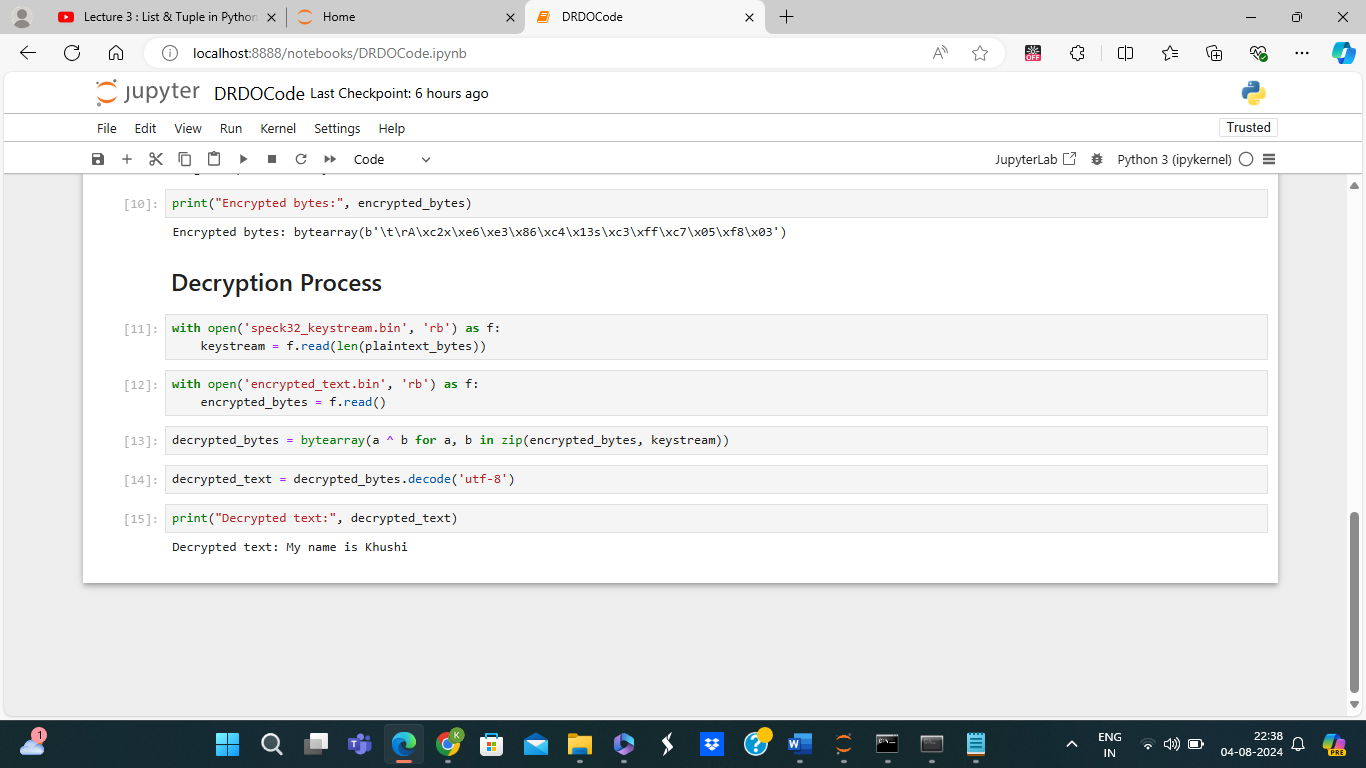 Lecture 3 : List & Tuple in Python
Home
DRDOCode
localhost:8888/notebooks/DRDOCode.ipynb
OFF
jupyter
DRDOCode Last Checkpoint: 6 hours ago
File Edit View Run Kernel Settings Help
Trusted
Code
JupyterLab
Python 3 (ipykernel)
[10]: print("Encrypted bytes:", encrypted_bytes)
Encrypted bytes: bytearray(b'\t\rA\xc2x\xe6\xe3\x86\xc4\x13s\xc3\xff\xc7\x05\xf8\x03')
Decryption Process
[11]: with open('speck32_keystream.bin', 'rb') as f:
    keystream = f.read(len(plaintext_bytes))
[12]: with open('encrypted_text.bin', 'rb') as f:
    encrypted_bytes = f.read()
[13]: decrypted_bytes = bytearray(a ^ b for a, b in zip(encrypted_bytes, keystream))
[14]: decrypted_text = decrypted_bytes.decode('utf-8')
[15]: print("Decrypted text:", decrypted_text)
Decrypted text: My name is Khushi
1
K
ENG
IN
22:38
04-08-2024
PRE